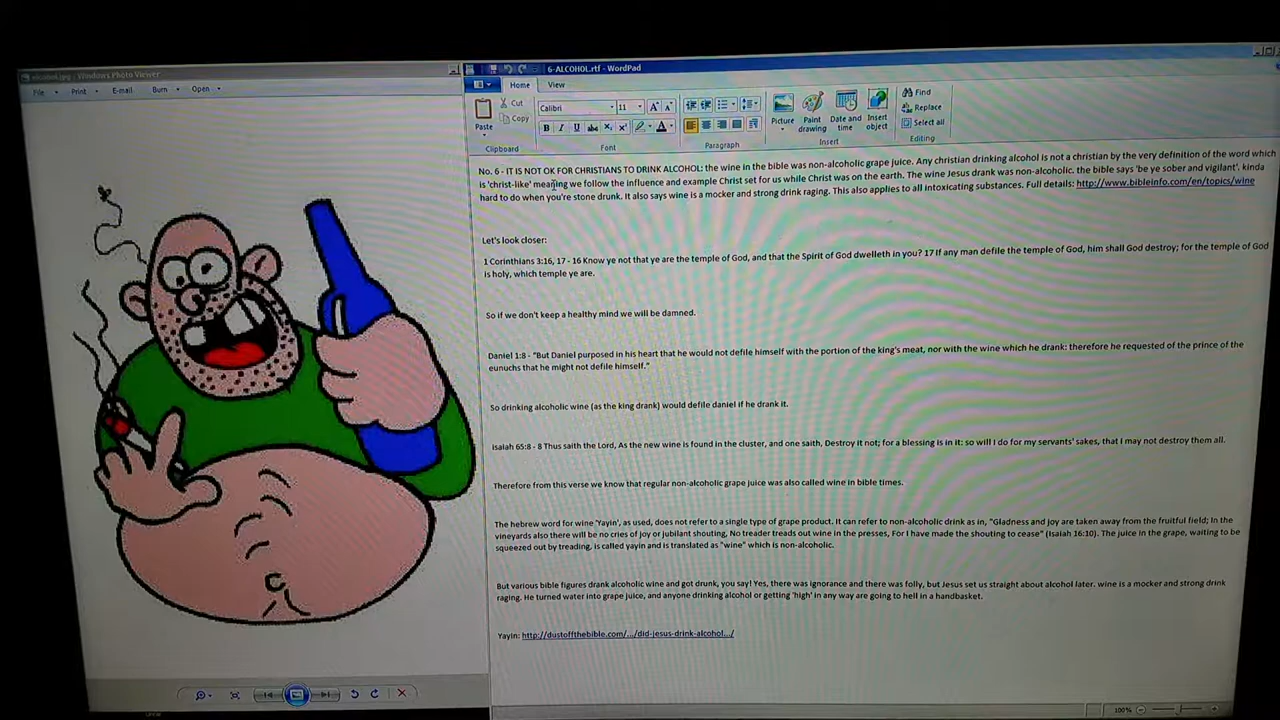 alcohol.jpg - Windows Photo Viewer
File Print E-mail Burn Open
6-ALCOHOL.rtf - WordPad
Home View
Paste
Cut
Copy
Clipboard
Calibri 11
B I U abc X₂ X² A
Font
Paragraph
Picture
Paint drawing
Date and time
Insert object
Insert
Find
Replace
Select all
Editing
No. 6 - IT IS NOT OK FOR CHRISTIANS TO DRINK ALCOHOL: the wine in the bible was non-alcoholic grape juice. Any christian drinking alcohol is not a christian by the very definition of the word which
is 'christ-like' meaning we follow the influence and example Christ set for us while Christ was on the earth. The wine Jesus drank was non-alcoholic. the bible says 'be ye sober and vigilant'. kinda
hard to do when you're stone drunk. It also says wine is a mocker and strong drink raging. This also applies to all intoxicating substances. Full details: http://www.bibleinfo.com/en/topics/wine
Let's look closer:
1 Corinthians 3:16, 17 - 16 Know ye not that ye are the temple of God, and that the Spirit of God dwelleth in you? 17 If any man defile the temple of God, him shall God destroy; for the temple of God
is holy, which temple ye are.
So if we don't keep a healthy mind we will be damned.
Daniel 1:8 - "But Daniel purposed in his heart that he would not defile himself with the portion of the king's meat, nor with the wine which he drank: therefore he requested of the prince of the
eunuchs that he might not defile himself."
So drinking alcoholic wine (as the king drank) would defile daniel if he drank it.
Isaiah 65:8 - 8 Thus saith the Lord, As the new wine is found in the cluster, and one saith, Destroy it not; for a blessing is in it: so will I do for my servants' sakes, that I may not destroy them all.
Therefore from this verse we know that regular non-alcoholic grape juice was also called wine in bible times.
The hebrew word for wine 'Yayin', as used, does not refer to a single type of grape product. It can refer to non-alcoholic drink as in, "Gladness and joy are taken away from the fruitful field; In the
vineyards also there will be no cries of joy or jubilant shouting, No treader treads out wine in the presses, For I have made the shouting to cease" (Isaiah 16:10). The juice in the grape, waiting to be
squeezed out by treading, is called yayin and is translated as "wine" which is non-alcoholic.
But various bible figures drank alcoholic wine and got drunk, you say! Yes, there was ignorance and there was folly, but Jesus set us straight about alcohol later. wine is a mocker and strong drink
raging. He turned water into grape juice, and anyone drinking alcohol or getting 'high' in any way are going to hell in a handbasket.
Yayin: http://dustoffthebible.com/.../did-jesus-drink-alcohol.../
100%